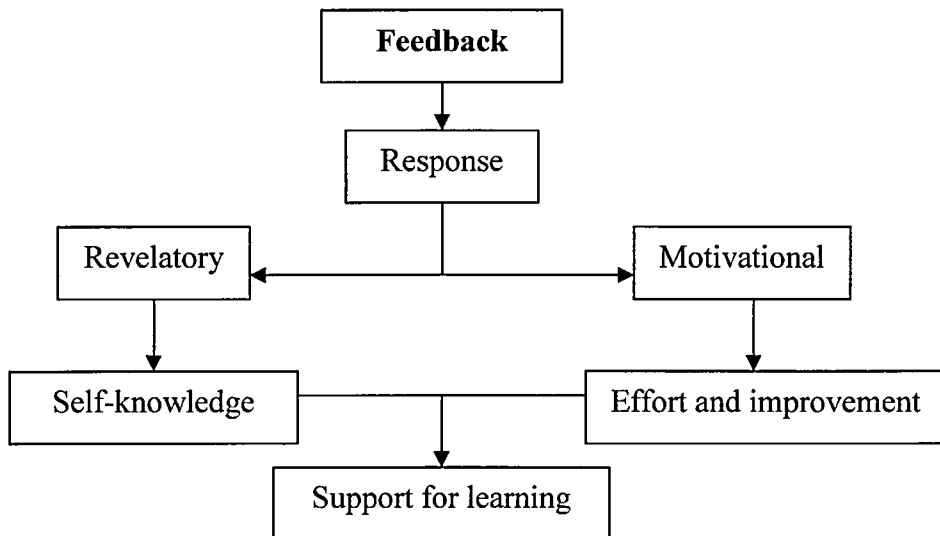 Feedback
Response
Revelatory
Motivational
Self-knowledge
Effort and improvement
Support for learning